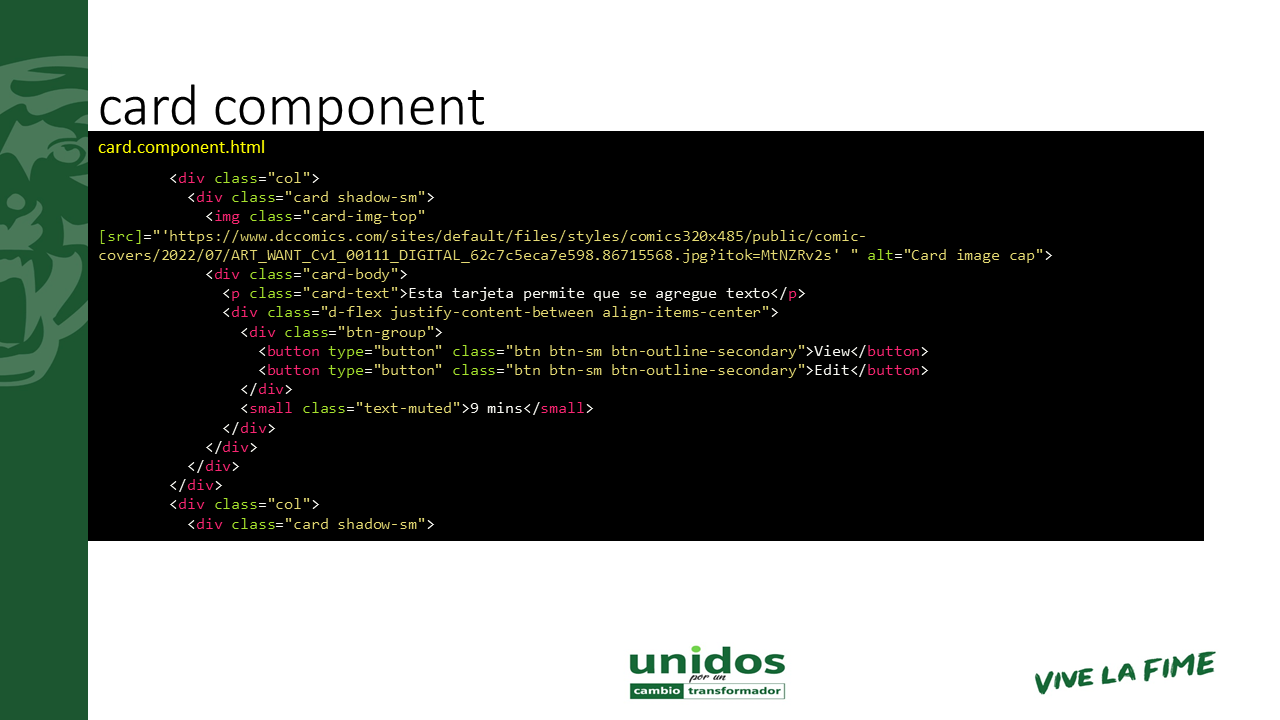 card component
card.component.html
<div class="col">
<div class="card shadow-sm">
<img class="card-img-top"
[src]="'https://www.dccomics.com/sites/default/files/styles/comics320x485/public/comic-
covers/2022/07/ART_WANT_Cv1_00111_DIGITAL_62c7c5eca7e598.86715568.jpg?itok=MtNZRv2s' " alt="Card image cap">
<div class="card-body">
<p class="card-text">Esta tarjeta permite que se agregue texto</p>
<div class="d-flex justify-content-between align-items-center">
<div class="btn-group">
<button type="button" class="btn btn-sm btn-outline-secondary">View</button>
<button type="button" class="btn btn-sm btn-outline-secondary">Edit</button>
</div>
<small class="text-muted">9 mins</small>
</div>
</div>
</div>
</div>
<div class="col">
<div class="card shadow-sm">
unidos
por un
cambio transformador
VIVE LA FIME